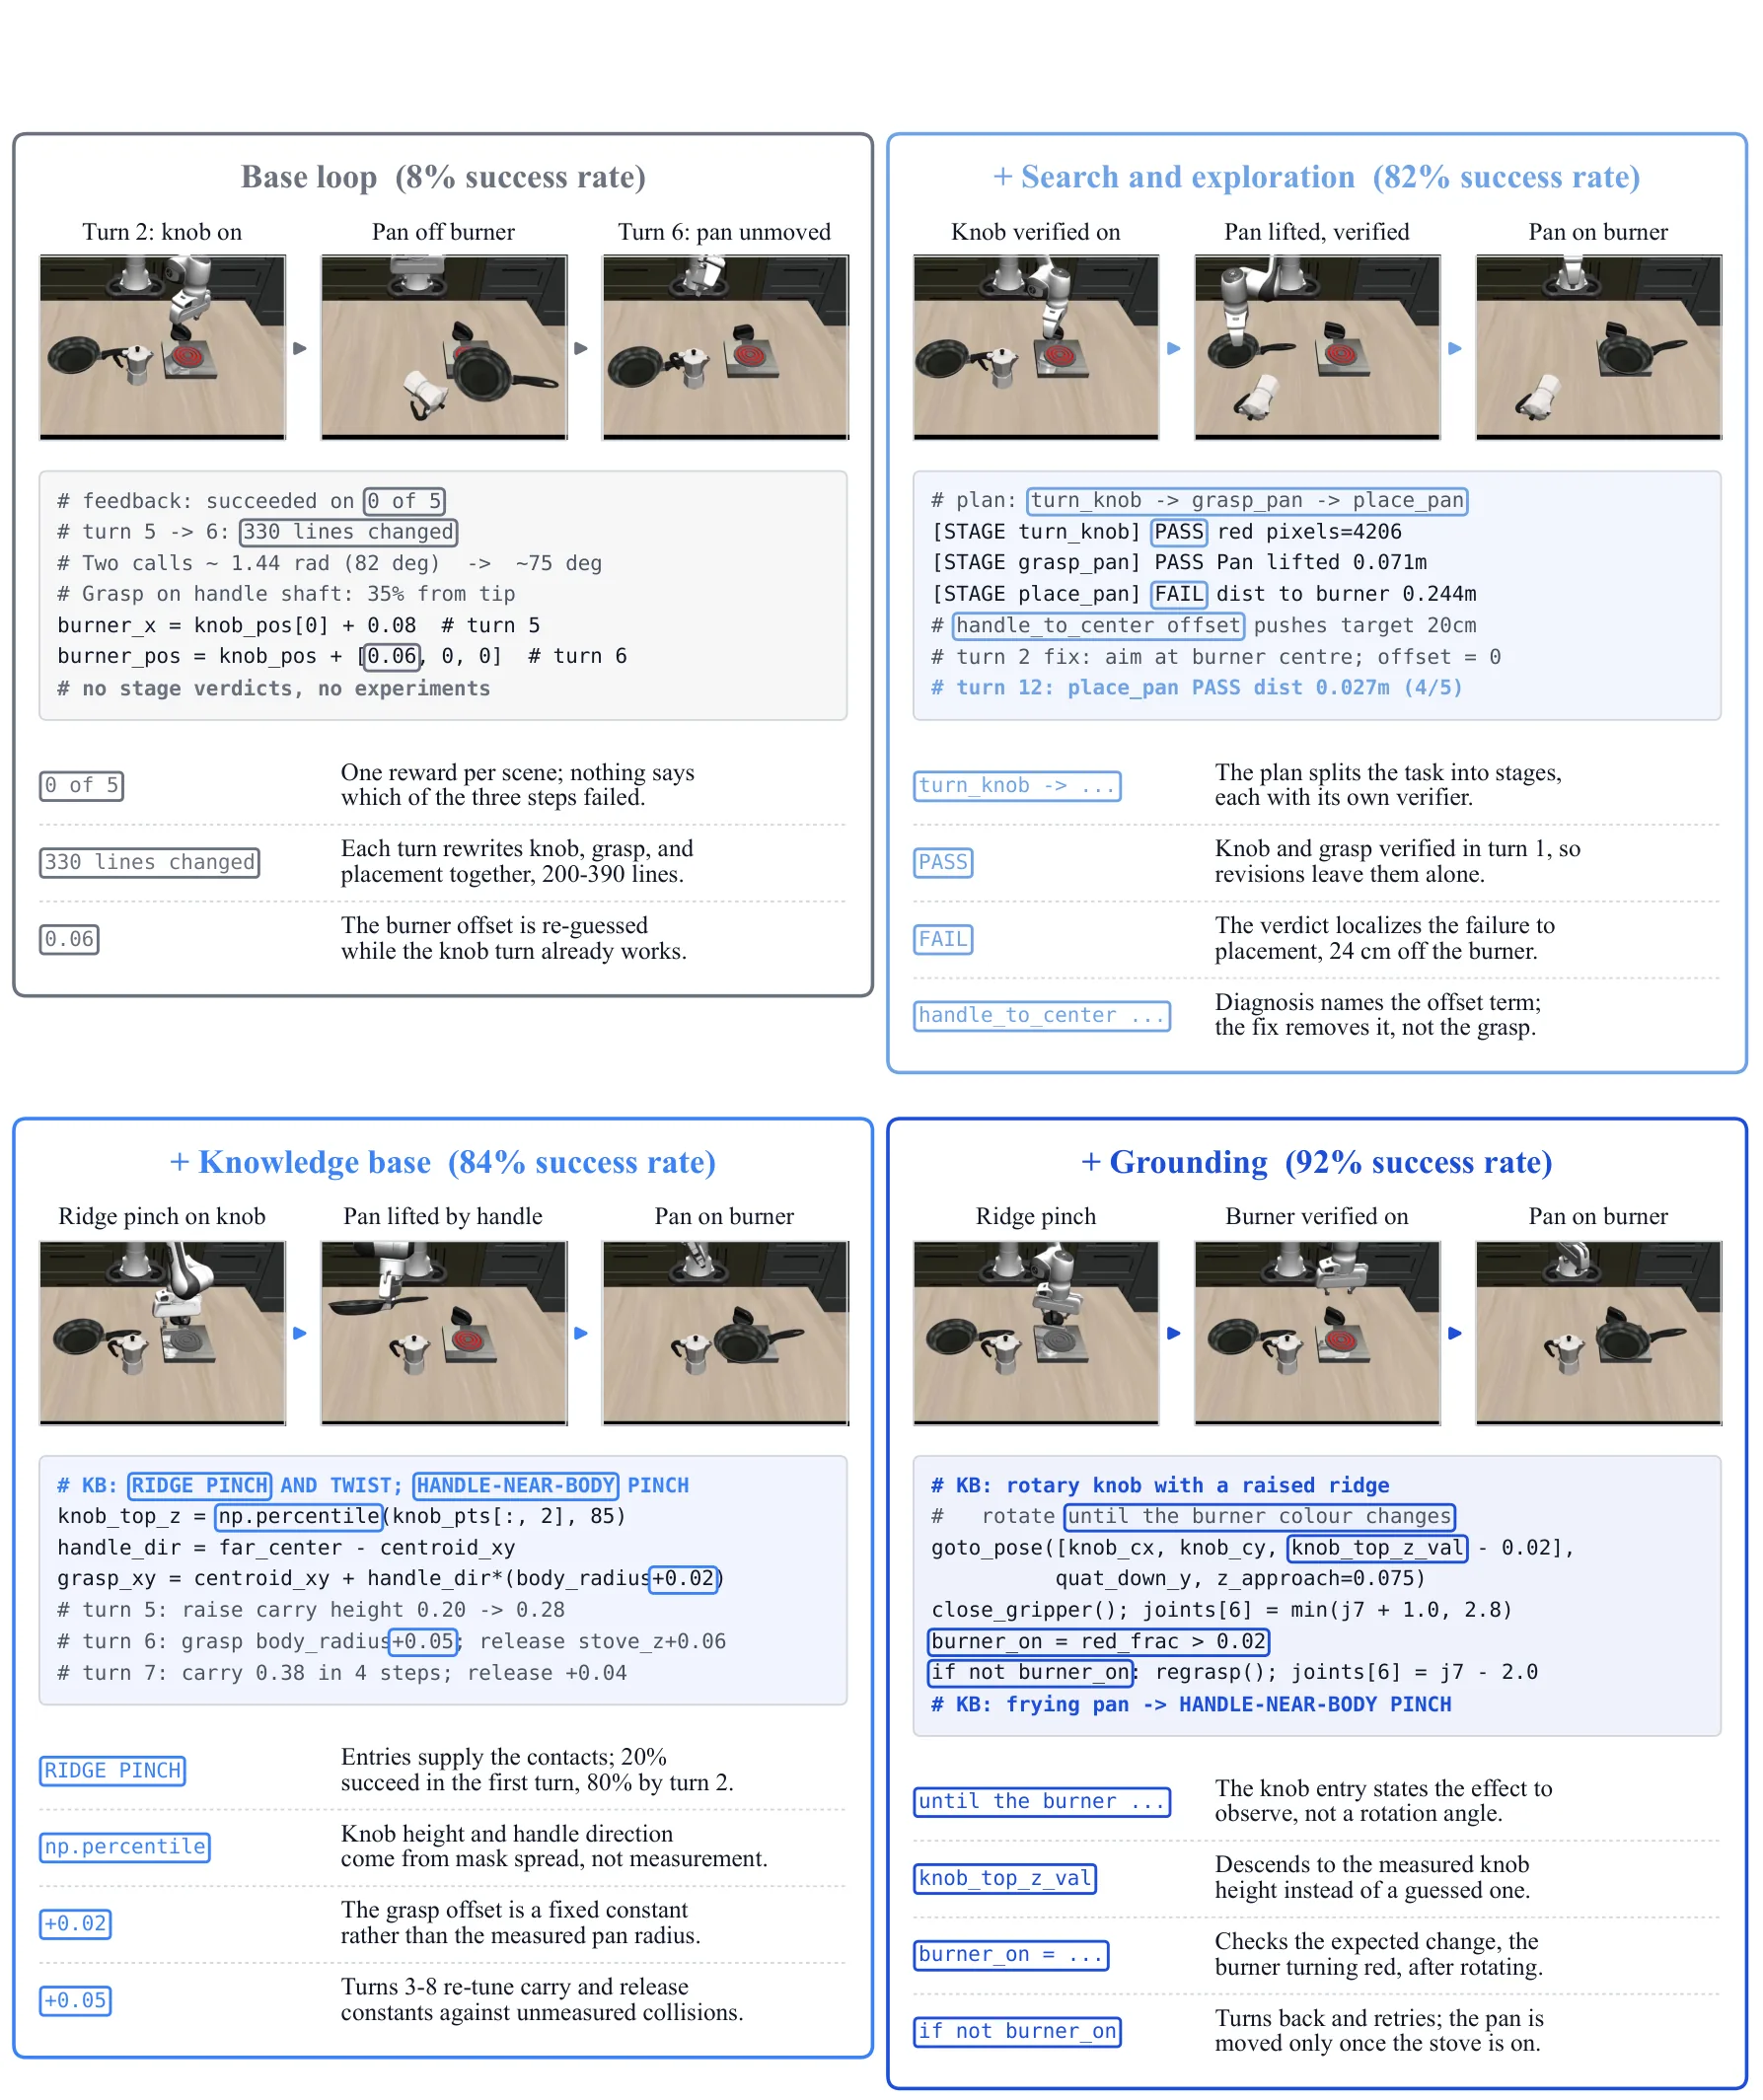 Base loop (8% success rate)
Turn 2: knob on
Pan off burner
Turn 6: pan unmoved
# feedback: succeeded on 0 of 5
# turn 5 -> 6: 330 lines changed
# Two calls ~ 1.44 rad (82 deg)  ->  ~75 deg
# Grasp on handle shaft: 35% from tip
burner_x = knob_pos[0] + 0.08  # turn 5
burner_pos = knob_pos + [0.06, 0, 0]  # turn 6
# no stage verdicts, no experiments
0 of 5
One reward per scene; nothing says
which of the three steps failed.
330 lines changed
Each turn rewrites knob, grasp, and
placement together, 200-390 lines.
0.06
The burner offset is re-guessed
while the knob turn already works.
+ Search and exploration (82% success rate)
Knob verified on
Pan lifted, verified
Pan on burner
# plan: turn_knob -> grasp_pan -> place_pan
[STAGE turn_knob] PASS red pixels=4206
[STAGE grasp_pan] PASS Pan lifted 0.071m
[STAGE place_pan] FAIL dist to burner 0.244m
# handle_to_center offset pushes target 20cm
# turn 2 fix: aim at burner centre; offset = 0
# turn 12: place_pan PASS dist 0.027m (4/5)
turn_knob -> ...
The plan splits the task into stages,
each with its own verifier.
PASS
Knob and grasp verified in turn 1, so
revisions leave them alone.
FAIL
The verdict localizes the failure to
placement, 24 cm off the burner.
handle_to_center ...
Diagnosis names the offset term;
the fix removes it, not the grasp.
+ Knowledge base (84% success rate)
Ridge pinch on knob
Pan lifted by handle
Pan on burner
# KB: RIDGE PINCH AND TWIST; HANDLE-NEAR-BODY PINCH
knob_top_z = np.percentile(knob_pts[:, 2], 85)
handle_dir = far_center - centroid_xy
grasp_xy = centroid_xy + handle_dir*(body_radius+0.02)
# turn 5: raise carry height 0.20 -> 0.28
# turn 6: grasp body_radius+0.05; release stove_z+0.06
# turn 7: carry 0.38 in 4 steps; release +0.04
RIDGE PINCH
Entries supply the contacts; 20%
succeed in the first turn, 80% by turn 2.
np.percentile
Knob height and handle direction
come from mask spread, not measurement.
+0.02
The grasp offset is a fixed constant
rather than the measured pan radius.
+0.05
Turns 3-8 re-tune carry and release
constants against unmeasured collisions.
+ Grounding (92% success rate)
Ridge pinch
Burner verified on
Pan on burner
# KB: rotary knob with a raised ridge
#   rotate until the burner colour changes
goto_pose([knob_cx, knob_cy, knob_top_z_val - 0.02],
quat_down_y, z_approach=0.075)
close_gripper(); joints[6] = min(j7 + 1.0, 2.8)
burner_on = red_frac > 0.02
if not burner_on: regrasp(); joints[6] = j7 - 2.0
# KB: frying pan -> HANDLE-NEAR-BODY PINCH
until the burner ...
The knob entry states the effect to
observe, not a rotation angle.
knob_top_z_val
Descends to the measured knob
height instead of a guessed one.
burner_on = ...
Checks the expected change, the
burner turning red, after rotating.
if not burner_on
Turns back and retries; the pan is
moved only once the stove is on.